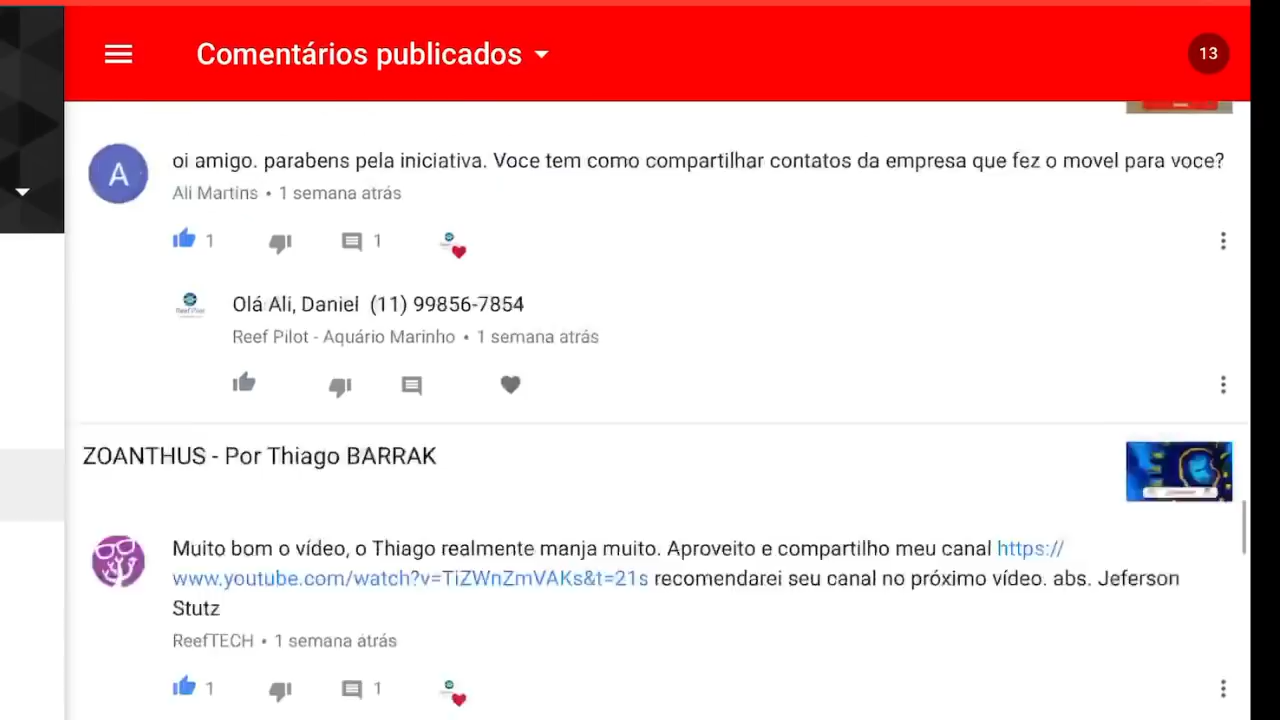 Comentários publicados
13
A
oi amigo. parabens pela iniciativa. Voce tem como compartilhar contatos da empresa que fez o movel para voce?
Ali Martins • 1 semana atrás
1
1
Olá Ali, Daniel (11) 99856-7854
Reef Pilot - Aquário Marinho • 1 semana atrás
ZOANTHUS - Por Thiago BARRAK
Muito bom o vídeo, o Thiago realmente manja muito. Aproveito e compartilho meu canal https://
www.youtube.com/watch?v=TiZWnZmVAKs&t=21s recomendarei seu canal no próximo vídeo. abs. Jeferson
Stutz
ReefTECH • 1 semana atrás
1
1